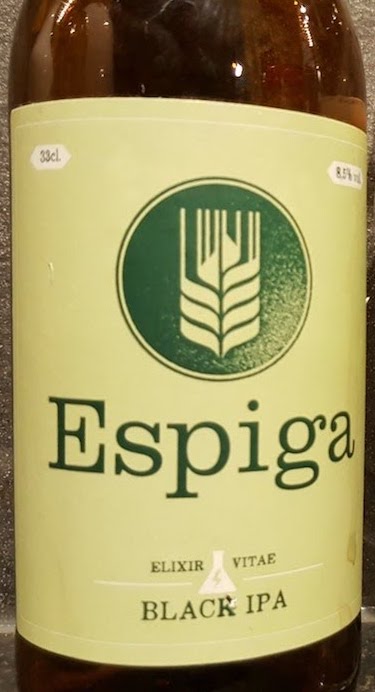 33cl.
8.5% vol.
Espiga
ELIXIR VITAE
BLACK IPA